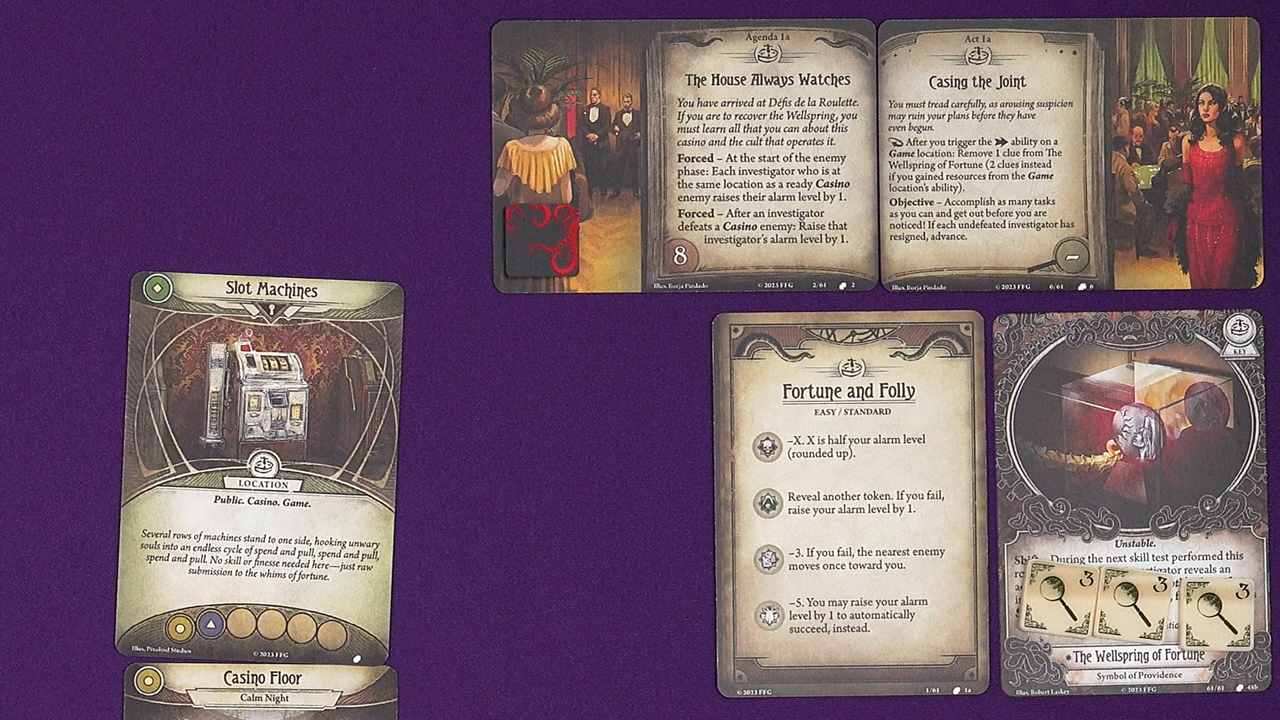 Agenda 1a
The House Always Watches
You have arrived at Défis de la Roulette.
If you are to recover the Wellspring, you
must learn all that you can about this
casino and the cult that operates it.
Forced – At the start of the enemy
phase: Each investigator who is at
the same location as a ready Casino
enemy raises their alarm level by 1.
Forced – After an investigator
defeats a Casino enemy: Raise that
investigator's alarm level by 1.
8
Illus. Borja Pindado
© 2023 FFG
2/61
2
Act 1a
Casing the Joint
You must tread carefully, as arousing suspicion
may ruin your plans before they have
even begun.
After you trigger the ability on a
Game location: Remove 1 clue from The
Wellspring of Fortune (2 clues instead
if you gained resources from the Game
location's ability).
Objective – Accomplish as many tasks
as you can and get out before you are
noticed! If each undefeated investigator has
resigned, advance.
–
Illus. Borja Pindado
© 2023 FFG
6/61
6
Slot Machines
LOCATION
Public. Casino. Game.
Several rows of machines stand to one side, hooking unwary
souls into an endless cycle of spend and pull, spend and pull,
spend and pull. No skill or finesse needed here—just raw
submission to the whims of fortune.
Illus. Pixoloid Studios
© 2023 FFG
Casino Floor
Calm Night
Fortune and Folly
EASY / STANDARD
–X. X is half your alarm level
(rounded up).
Reveal another token. If you fail,
raise your alarm level by 1.
–3. If you fail, the nearest enemy
moves once toward you.
–5. You may raise your alarm
level by 1 to automatically
succeed, instead.
© 2023 FFG
1/61
1a
KEY
Unstable.
During the next skill test performed this
reveals an
3
3
3
The Wellspring of Fortune
Symbol of Providence
Illus. Robert Laskey
© 2023 FFG
61/61
45b